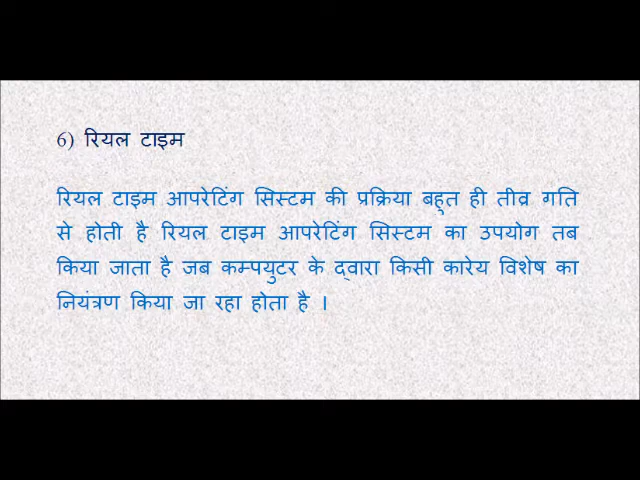 6) रियल टाइम
रियल टाइम आपरेटिंग सिस्टम की प्रक्रिया बहुत ही तीव्र गति
से होती है रियल टाइम आपरेटिंग सिस्टम का उपयोग तब
किया जाता है जब कम्पयुटर के द्वारा किसी कारेय विशेष का
नियंत्रण किया जा रहा होता है ।